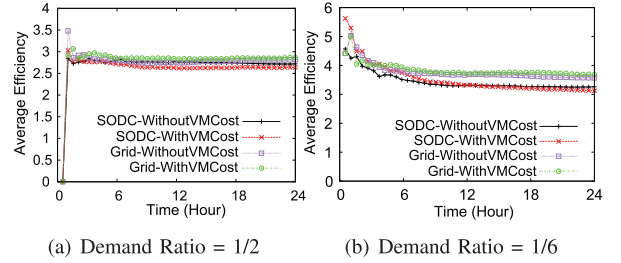 Average Efficiency
4
3.5
3
2.5
2
1.5
1
0.5
0
SODC-WithoutVMCost
SODC-WithVMCost
Grid-WithoutVMCost
Grid-WithVMCost
0 6 12 18 24
Time (Hour)
(a) Demand Ratio = 1/2
Average Efficiency
6
5
4
3
2
1
0
SODC-WithoutVMCost
SODC-WithVMCost
Grid-WithoutVMCost
Grid-WithVMCost
0 6 12 18 24
Time (Hour)
(b) Demand Ratio = 1/6